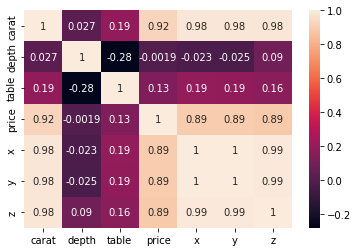 carat 1 0.027 0.19 0.92 0.98 0.98 0.98
depth 0.027 1 -0.28 -0.0019 -0.023 -0.025 0.09
table 0.19 -0.28 1 0.13 0.19 0.19 0.16
price 0.92 -0.0019 0.13 1 0.89 0.89 0.89
x 0.98 -0.023 0.19 0.89 1 1 0.99
y 0.98 -0.025 0.19 0.89 1 1 0.99
z 0.98 0.09 0.16 0.89 0.99 0.99 1
carat depth table price x y z
1.0
0.8
0.6
0.4
0.2
0.0
−0.2